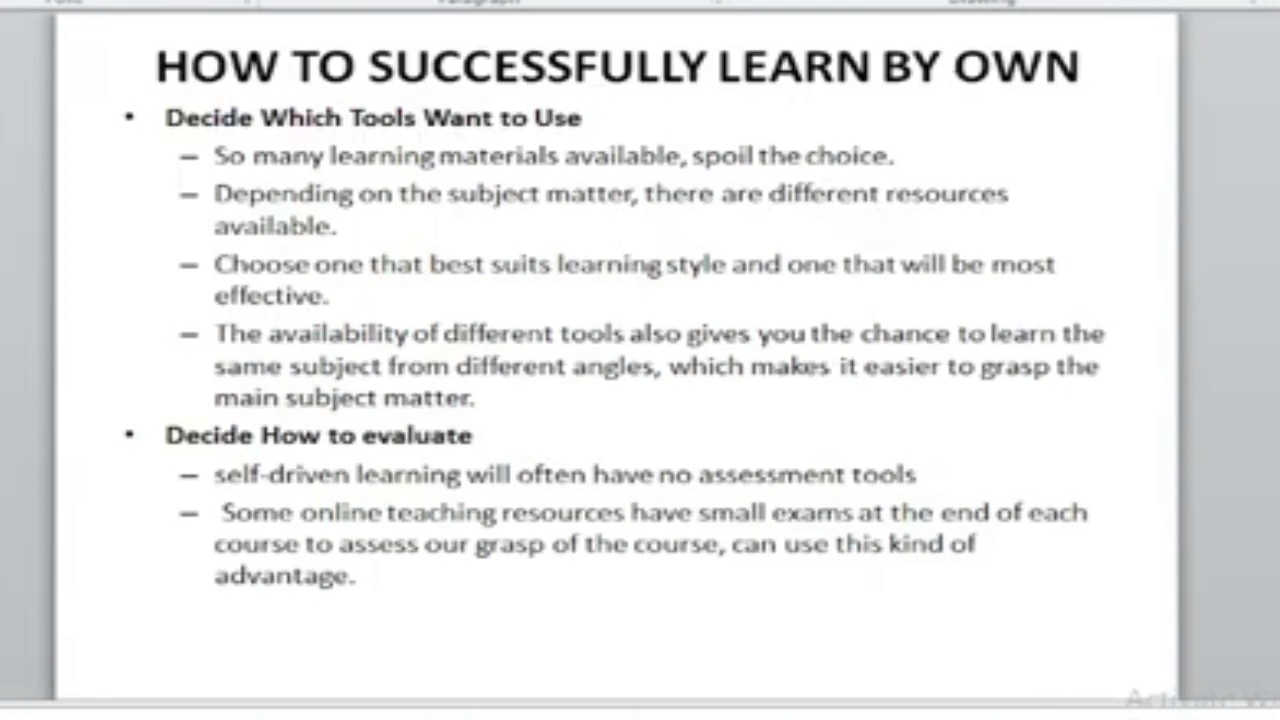 HOW TO SUCCESSFULLY LEARN BY OWN
• Decide Which Tools Want to Use
– So many learning materials available, spoil the choice.
– Depending on the subject matter, there are different resources
available.
– Choose one that best suits learning style and one that will be most
effective.
– The availability of different tools also gives you the chance to learn the
same subject from different angles, which makes it easier to grasp the
main subject matter.
• Decide How to evaluate
– self-driven learning will often have no assessment tools
– Some online teaching resources have small exams at the end of each
course to assess our grasp of the course, can use this kind of
advantage.